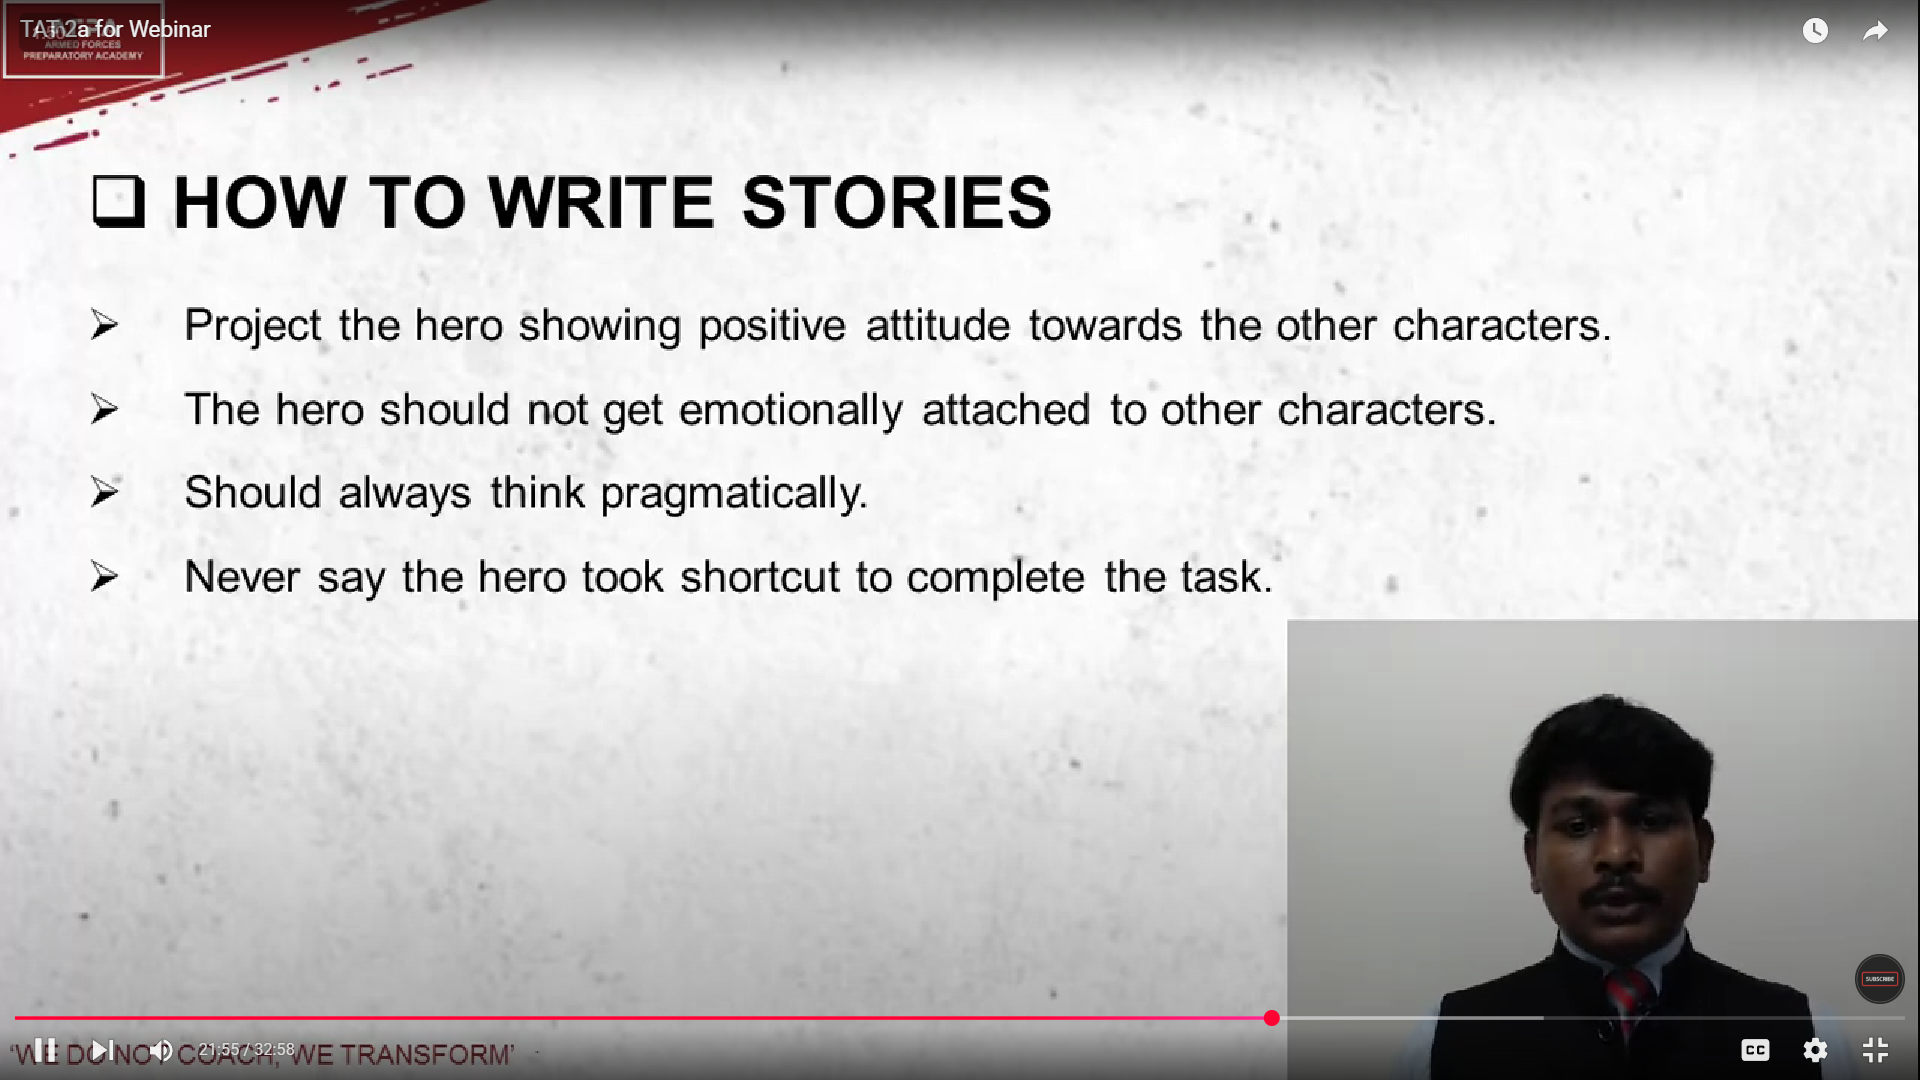 TAT-2a for Webinar
ARMED FORCES
PREPARATORY ACADEMY
HOW TO WRITE STORIES
Project the hero showing positive attitude towards the other characters.
The hero should not get emotionally attached to other characters.
Should always think pragmatically.
Never say the hero took shortcut to complete the task.
SUBSCRIBE
21:55 / 32:58
'WE DO NOT COACH, WE TRANSFORM'
CC